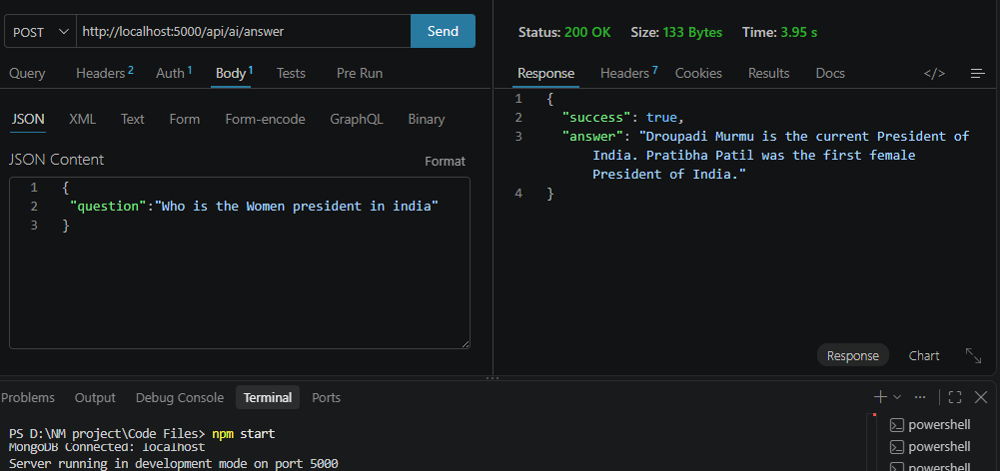 POST http://localhost:5000/api/ai/answer Send
Query Headers 2 Auth 1 Body 1 Tests Pre Run
JSON XML Text Form Form-encode GraphQL Binary
JSON Content Format
1 {
2 "question":"Who is the Women president in india"
3 }
Status: 200 OK Size: 133 Bytes Time: 3.95 s
Response Headers 7 Cookies Results Docs </>
1 {
2 "success": true,
3 "answer": "Droupadi Murmu is the current President of
India. Pratibha Patil was the first female
President of India."
4 }
Response Chart
Problems Output Debug Console Terminal Ports
PS D:\NM project\Code Files> npm start
MongoDB Connected: localhost
Server running in development mode on port 5000
powershell
powershell
powershell